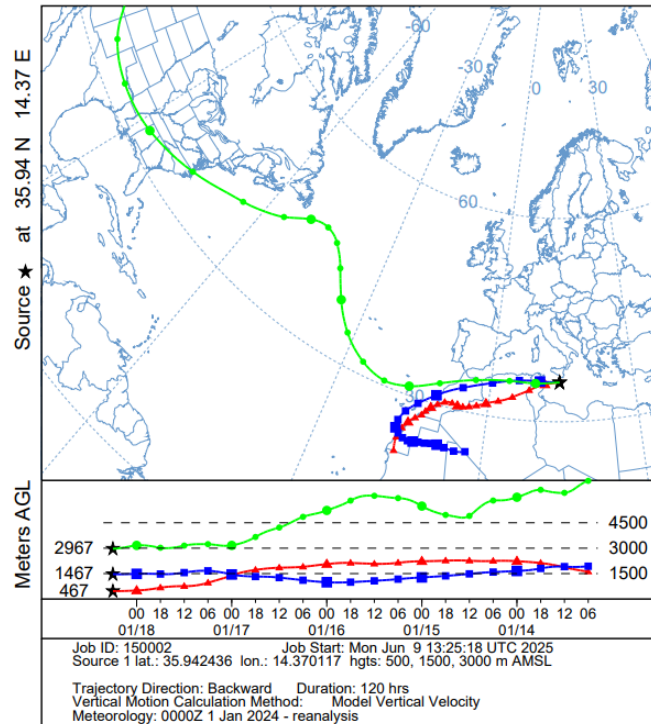 Source ★ at 35.94 N 14.37 E
-60
-30
0
30
60
30
Meters AGL
2967
1467
467
4500
3000
1500
00 18 12 06 00 18 12 06 00 18 12 06 00 18 12 06 00 18 12 06
01/18 01/17 01/16 01/15 01/14
Job ID: 150002 Job Start: Mon Jun 9 13:25:18 UTC 2025
Source 1 lat.: 35.942436 lon.: 14.370117 hgts: 500, 1500, 3000 m AMSL
Trajectory Direction: Backward Duration: 120 hrs
Vertical Motion Calculation Method: Model Vertical Velocity
Meteorology: 0000Z 1 Jan 2024 - reanalysis